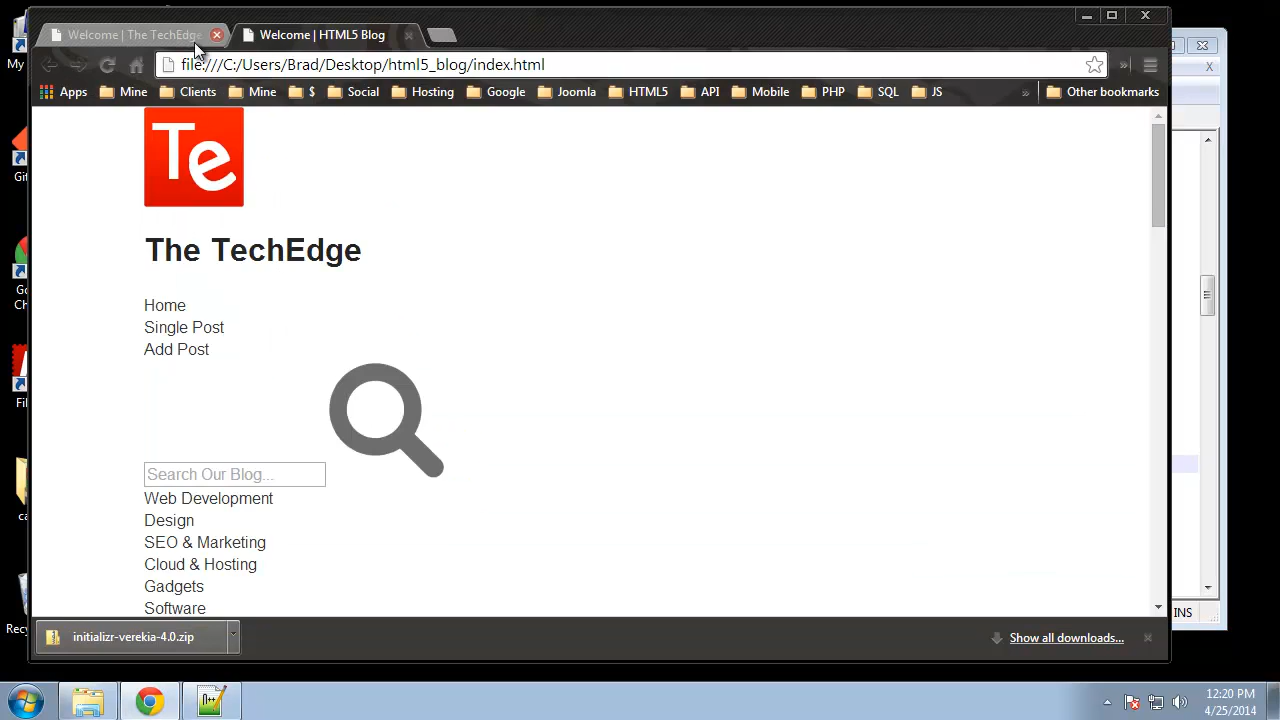 Welcome | The TechEdge
Welcome | HTML5 Blog
file:///C:/Users/Brad/Desktop/html5_blog/index.html
Apps
Mine
Clients
Mine
$
Social
Hosting
Google
Joomla
HTML5
API
Mobile
PHP
SQL
JS
»
Other bookmarks
My
Te
The TechEdge
Home
Single Post
Add Post
Search Our Blog...
Web Development
Design
SEO & Marketing
Cloud & Hosting
Gadgets
Software
initializr-verekia-4.0.zip
Show all downloads...
INS
12:20 PM
4/25/2014